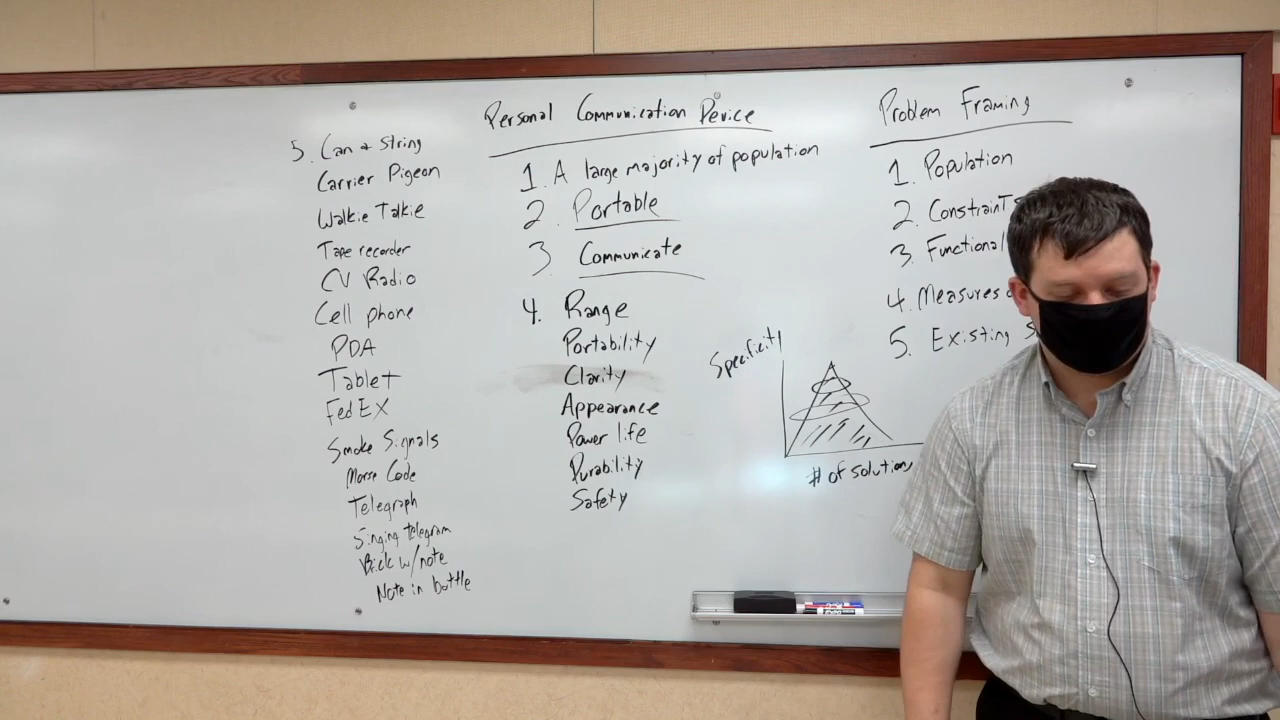 5. Can & String
Carrier Pigeon
Walkie Talkie
Tape recorder
CV Radio
Cell phone
PDA
Tablet
FedEX
Smoke Signals
Morse Code
Telegraph
Singing telegram
Brick w/note
Note in bottle
Personal Communication Device
1. A large majority of population
2. Portable
3. Communicate
4. Range
Portability
Clarity
Appearance
Power life
Durability
Safety
Problem Framing
1. Population
2. Constraint
3. Functional
4. Measures
5. Existing
Specificity
# of solutions